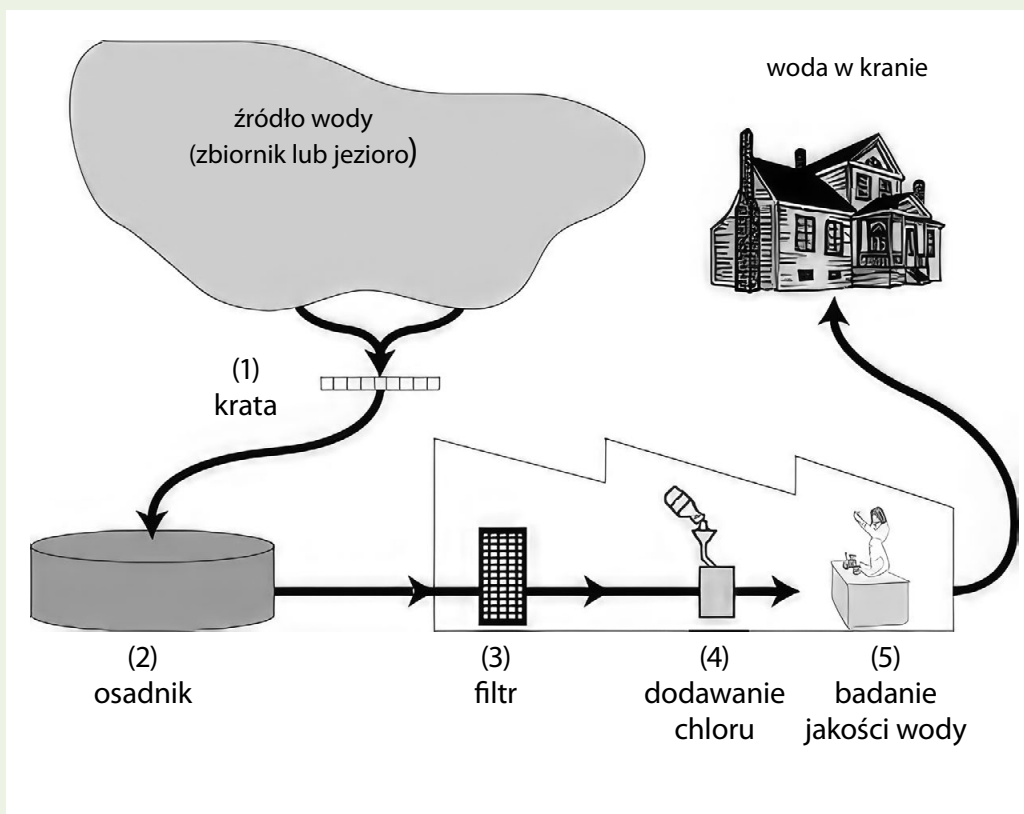 źródło wody
(zbiornik lub jezioro)
woda w kranie
(1)
krata
(2)
osadnik
(3)
filtr
(4)
dodawanie
chloru
(5)
badanie
jakości wody